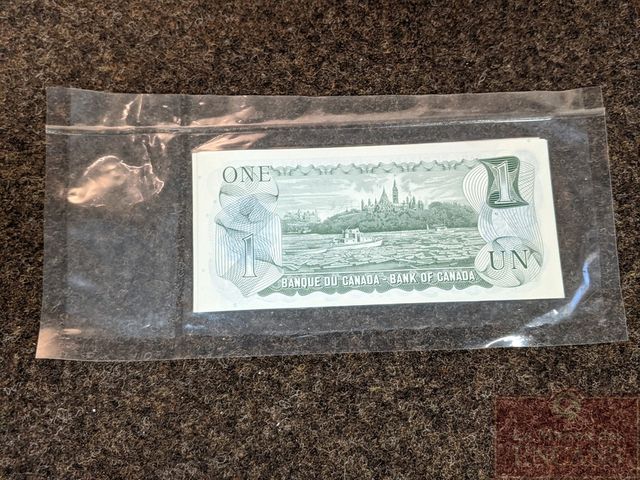 ONE
1
1
UN
BANQUE DU CANADA - BANK OF CANADA